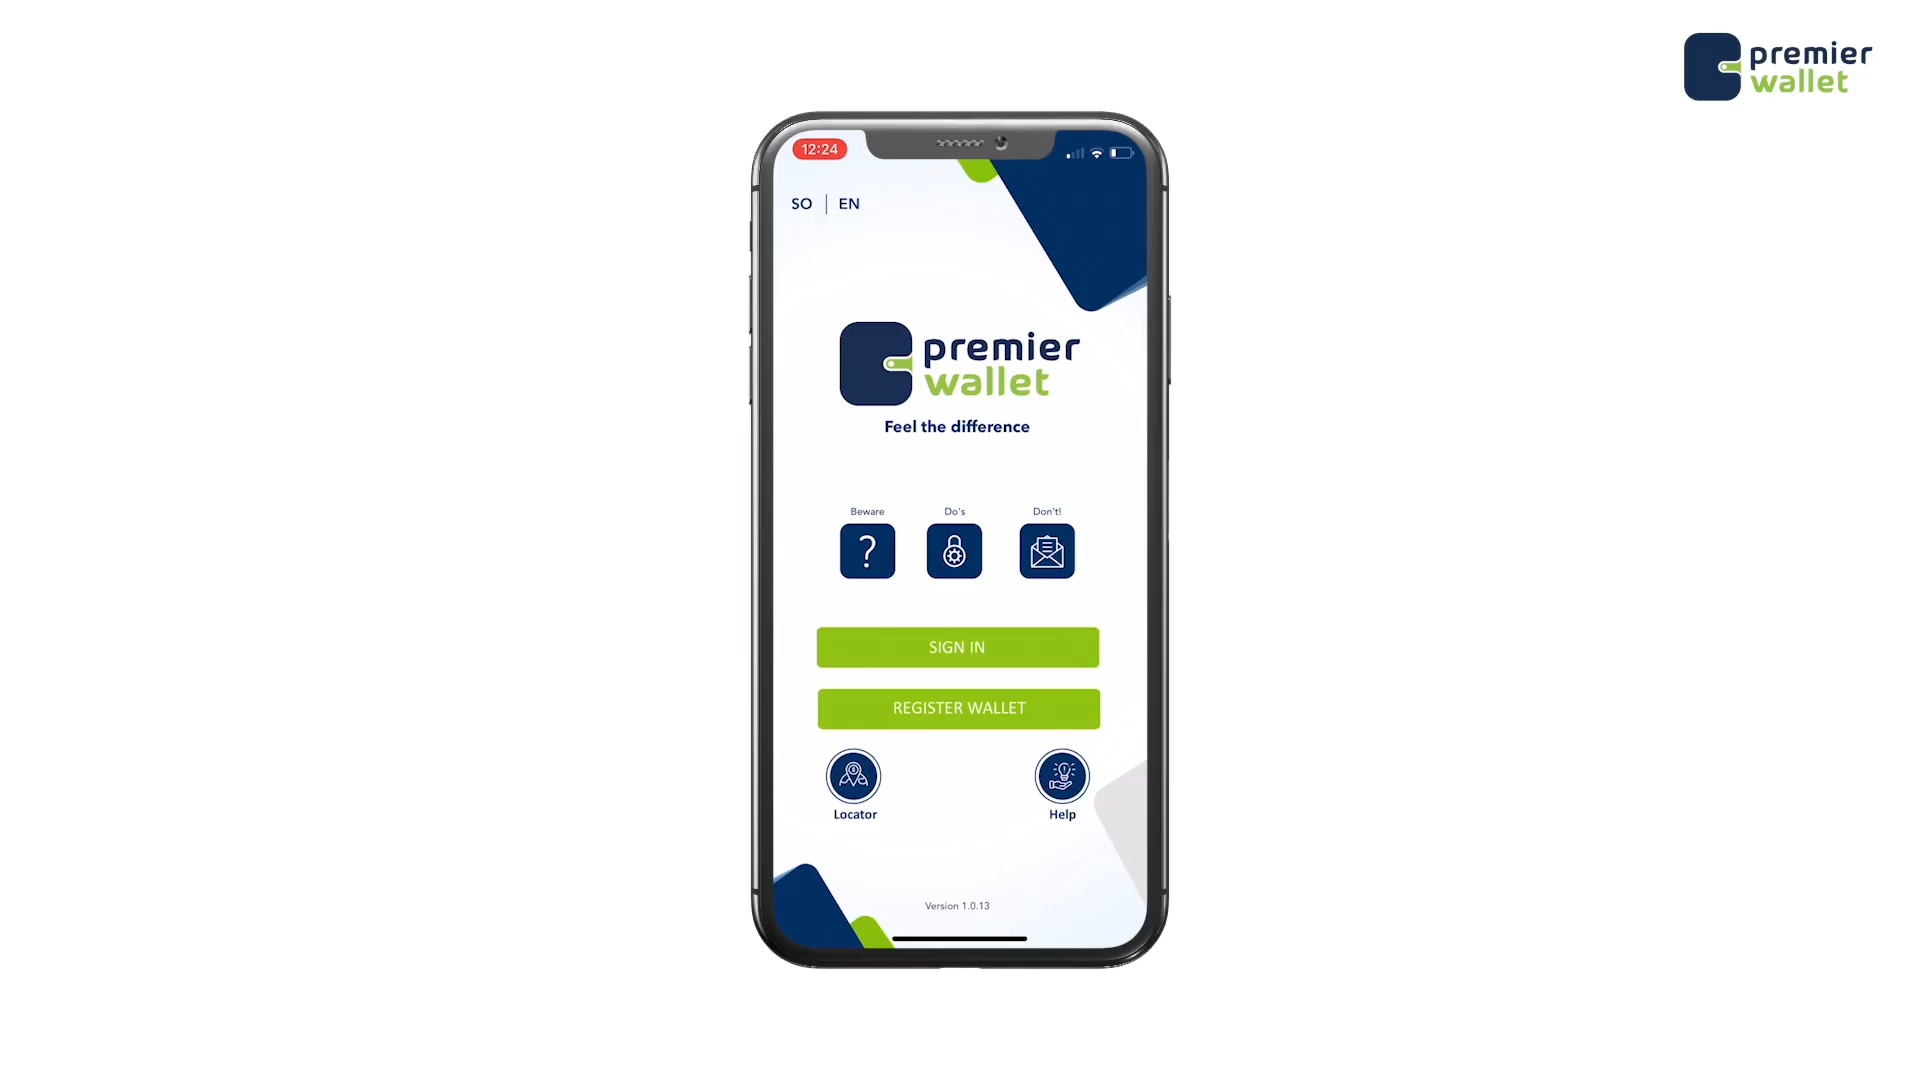 premier
wallet
12:24
SO | EN
premier
wallet
Feel the difference
Beware
Do's
Don't!
?
SIGN IN
REGISTER WALLET
Locator
Help
Version 1.0.13